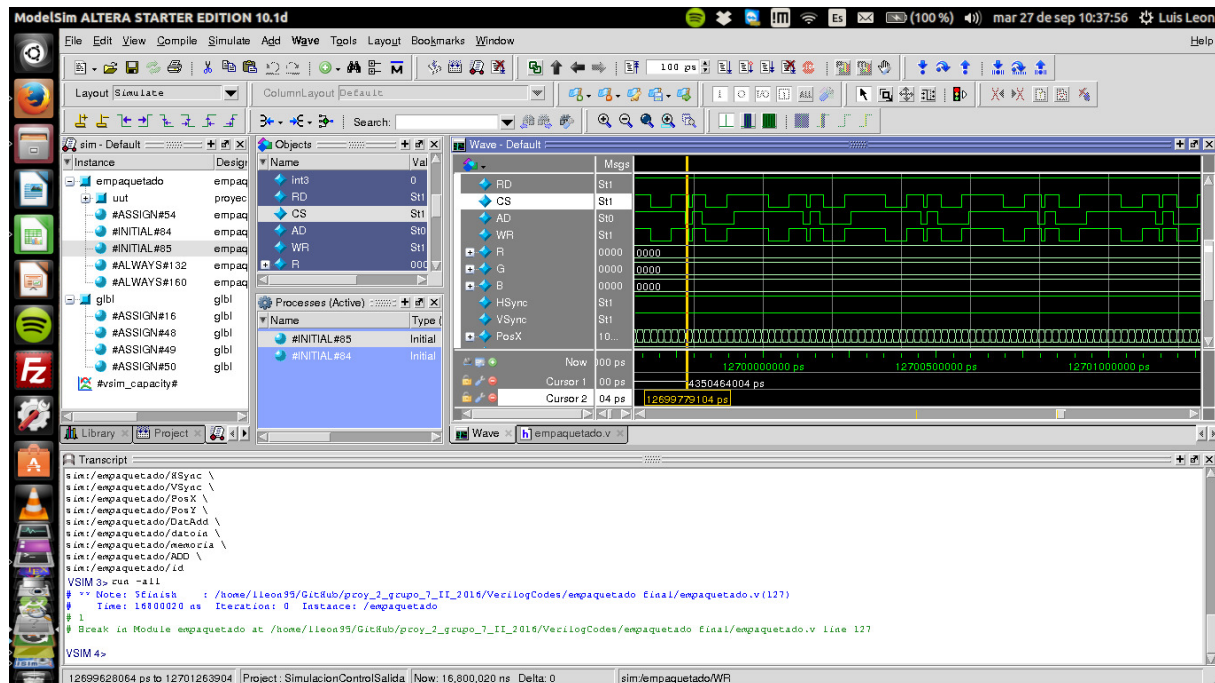 ModelSim ALTERA STARTER EDITION 10.1d
Es (100 %) mar 27 de sep 10:37:56 Luis Leon
File Edit View Compile Simulate Add Wave Tools Layout Bookmarks Window Help
100 ps
Layout Simulate
ColumnLayout Default
ALL
Search:
sim - Default
Instance Design
empaquetado empaq
uut proyec
#ASSIGN#54 empaq
#INITIAL#84 empaq
#INITIAL#85 empaq
#ALWAYS#132 empaq
#ALWAYS#160 empaq
glbl glbl
#ASSIGN#16 glbl
#ASSIGN#48 glbl
#ASSIGN#49 glbl
#ASSIGN#50 glbl
#vsim_capacity#
Library Project
Objects
Name Val
int3 0
RD St1
CS St1
AD St0
WR St1
R 000
Processes (Active)
Name Type (
#INITIAL#85 Initial
#INITIAL#84 Initial
Wave - Default
Msgs
RD St1
CS St1
AD St0
WR St1
R 0000 0000
G 0000 0000
B 0000 0000
HSync St1
VSync St1
PosX 10...
Now 000 ps 12700000000 ps 12700500000 ps 12701000000 ps
Cursor 1 00 ps 4350464004 ps
Cursor 2 04 ps 12699779104 ps
Wave empaquetado.v
Transcript
sim:/empaquetado/HSync \
sim:/empaquetado/VSync \
sim:/empaquetado/PosX \
sim:/empaquetado/PosY \
sim:/empaquetado/DatAdd \
sim:/empaquetado/datoin \
sim:/empaquetado/memoria \
sim:/empaquetado/ADD \
sim:/empaquetado/id
VSIM 3> run -all
# ** Note: $finish : /home/lleon95/GitHub/proy_2_grupo_7_II_2016/VerilogCodes/empaquetado final/empaquetado.v(127)
# Time: 16800020 ns Iteration: 0 Instance: /empaquetado
# 1
# Break in Module empaquetado at /home/lleon95/GitHub/proy_2_grupo_7_II_2016/VerilogCodes/empaquetado final/empaquetado.v line 127
VSIM 4>
12699628064 ps to 12701263904 ps Project : SimulacionControlSalida Now: 16,800,020 ns Delta: 0 sim:/empaquetado/WR